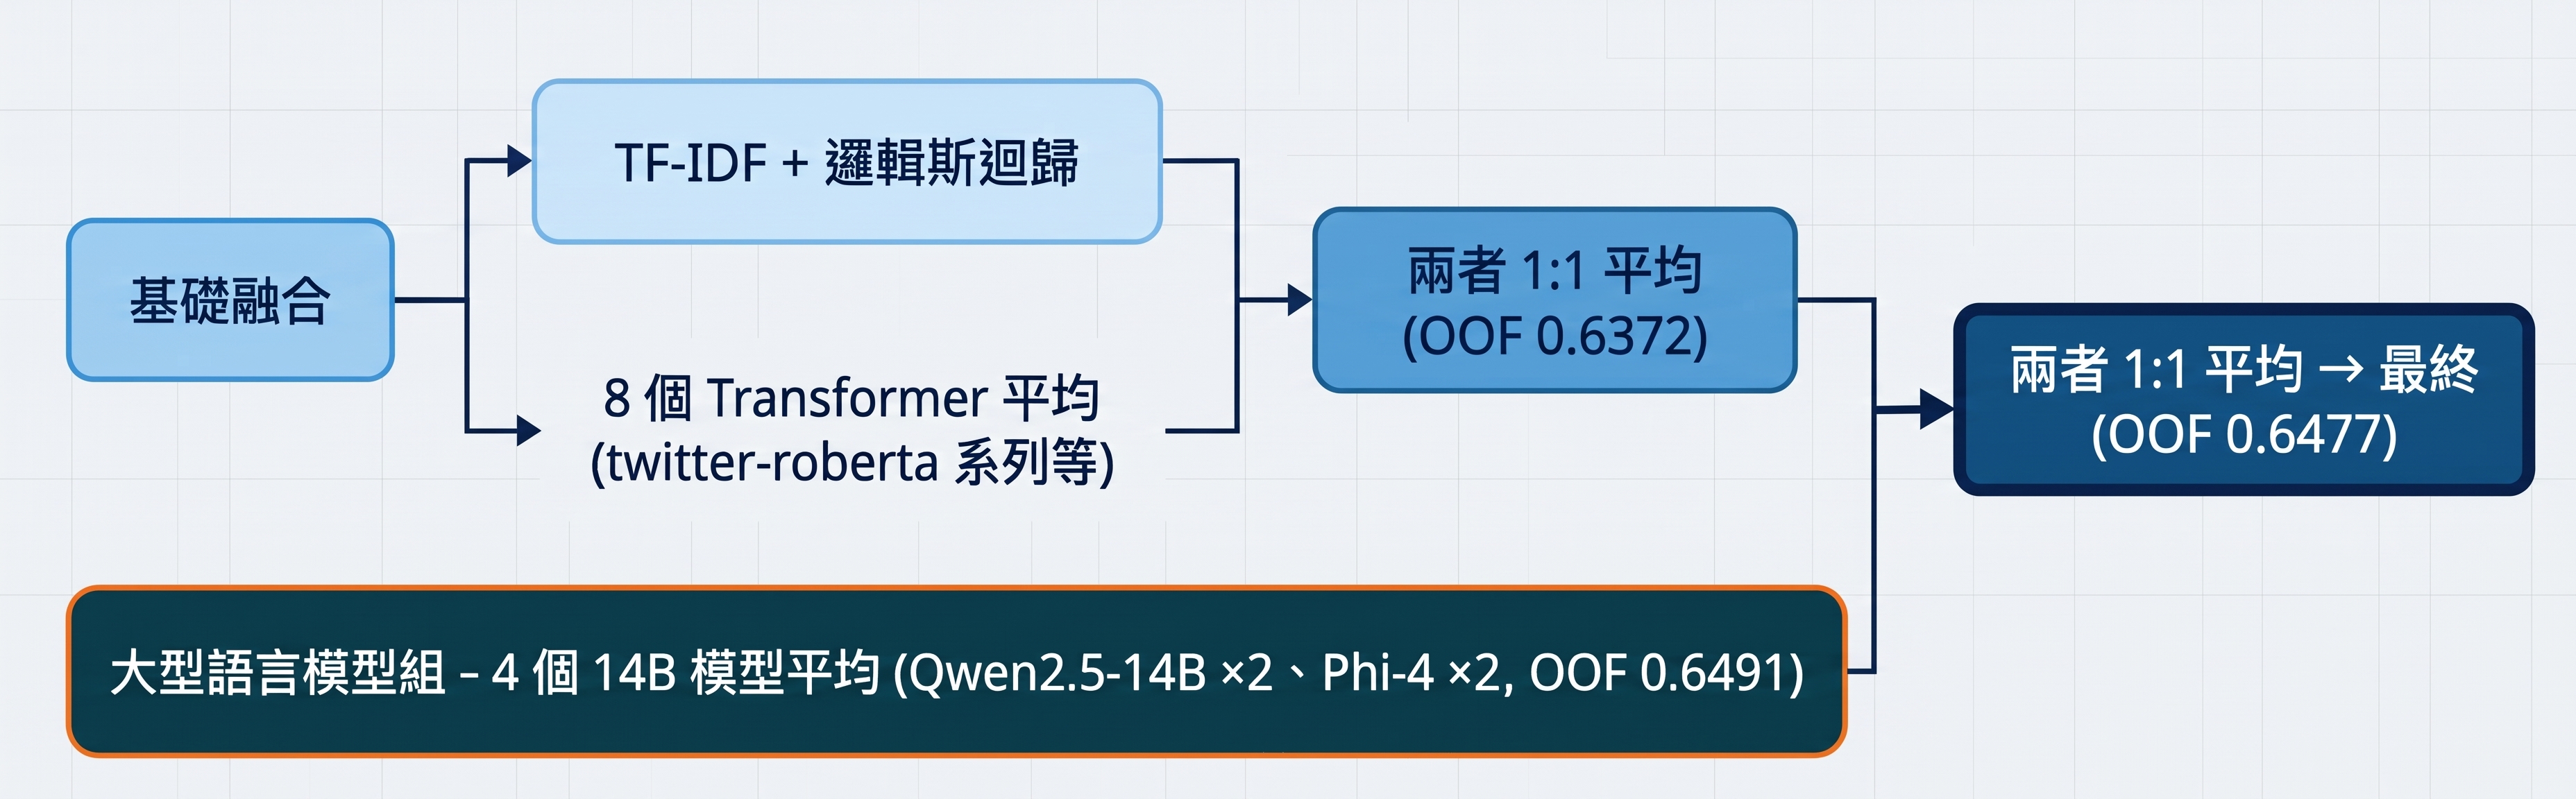 基礎融合
TF-IDF + 邏輯斯迴歸
8 個 Transformer 平均
(twitter-roberta 系列等)
兩者 1:1 平均
(OOF 0.6372)
大型語言模型組 – 4 個 14B 模型平均 (Qwen2.5-14B ×2、Phi-4 ×2, OOF 0.6491)
兩者 1:1 平均 → 最終
(OOF 0.6477)